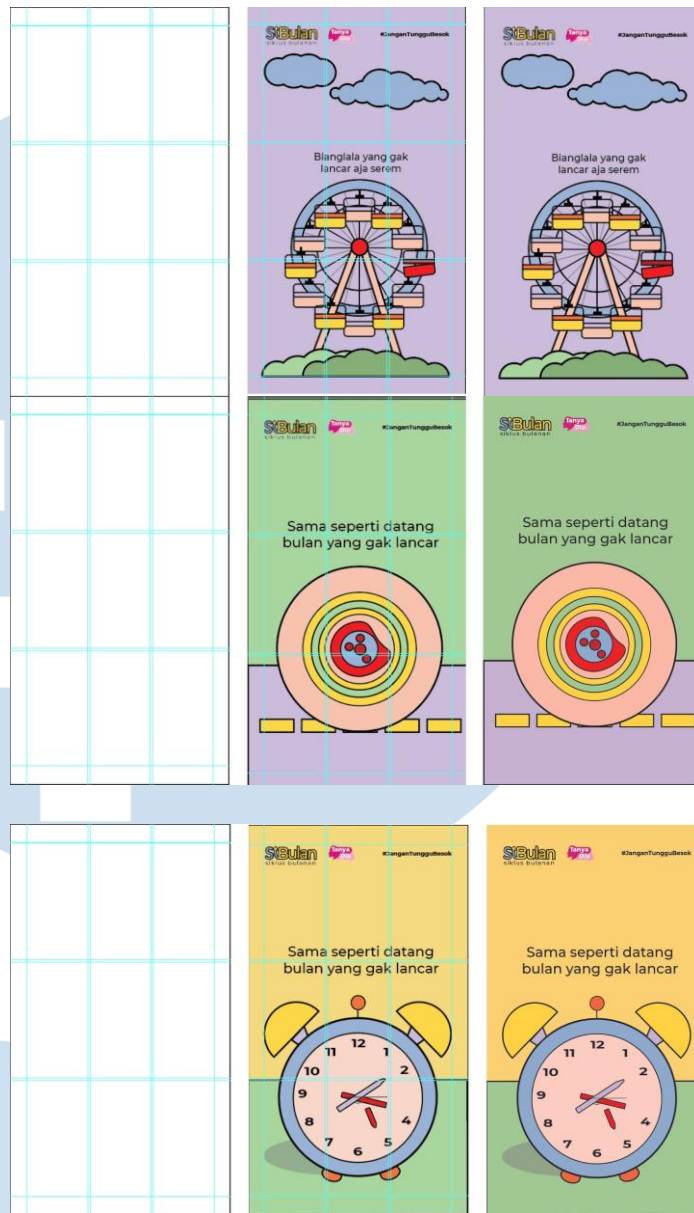 SiBulan Tanya #JanganTungguBesok
siklus bulanan
Bianglala yang gak
lancar aja serem
SiBulan Tanya #JanganTungguBesok
siklus bulanan
Bianglala yang gak
lancar aja serem
SiBulan Tanya #JanganTungguBesok
siklus bulanan
Sama seperti datang
bulan yang gak lancar
SiBulan Tanya #JanganTungguBesok
siklus bulanan
Sama seperti datang
bulan yang gak lancar
SiBulan Tanya #JanganTungguBesok
siklus bulanan
Sama seperti datang
bulan yang gak lancar
12
11 1
10 2
9
8 4
7 5
6
SiBulan Tanya #JanganTungguBesok
siklus bulanan
Sama seperti datang
bulan yang gak lancar
12
11 1
10 2
9
8 4
7 5
6